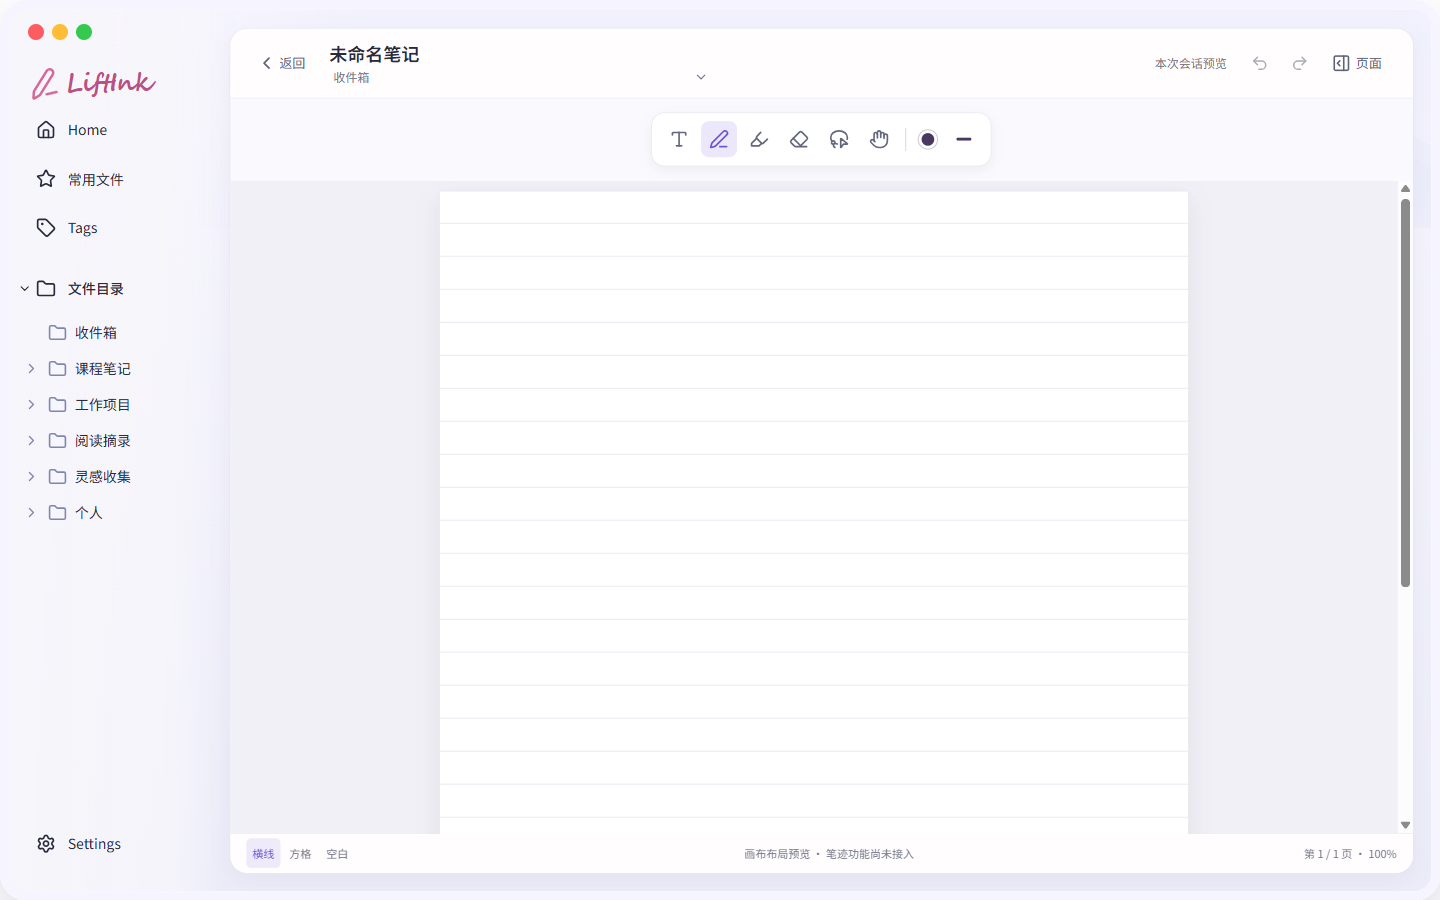 LiftInk
Home
常用文件
Tags
文件目录
收件箱
课程笔记
工作项目
阅读摘录
灵感收集
个人
Settings
返回
未命名笔记
收件箱
本次会话预览
页面
横线
方格
空白
画布布局预览 · 笔迹功能尚未接入
第 1 / 1 页 · 100%